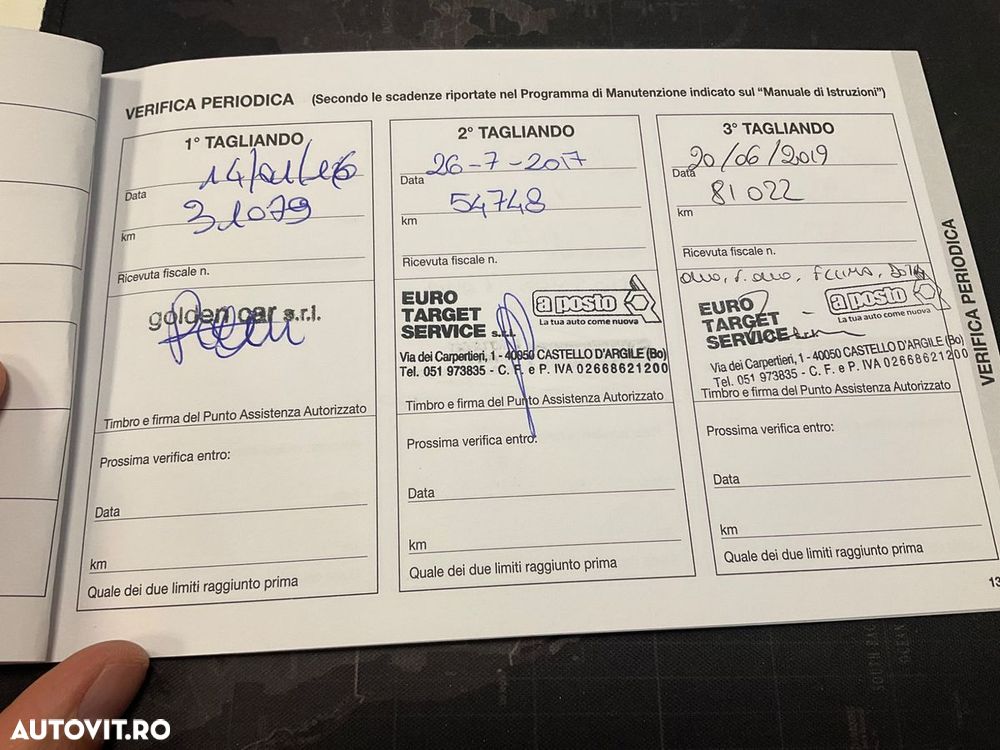 VERIFICA PERIODICA (Secondo le scadenze riportate nel Programma di Manutenzione indicato sul "Manuale di Istruzioni")
1° TAGLIANDO
14/01/16
Data
31079
km
Ricevuta fiscale n.
golden car s.r.l.
Timbro e firma del Punto Assistenza Autorizzato
Prossima verifica entro:
Data
km
Quale dei due limiti raggiunto prima
2° TAGLIANDO
26-7-2017
Data
54748
km
Ricevuta fiscale n.
EURO
TARGET
SERVICE s.r.l.
a posto
La tua auto come nuova
Via dei Carpertieri, 1 - 40050 CASTELLO D'ARGILE (Bo)
Tel. 051 973835 - C. F. e P. IVA 02668621200
Timbro e firma del Punto Assistenza Autorizzato
Prossima verifica entro:
Data
km
Quale dei due limiti raggiunto prima
3° TAGLIANDO
20/06/2019
Data
81022
km
Ricevuta fiscale n.
EURO
TARGET
SERVICE
a posto
La tua auto come nuova
Via dei Carpertieri, 1 - 40050 CASTELLO D'ARGILE (Bo)
Tel. 051 973835 - C. F. e P. IVA 02668621200
Timbro e firma del Punto Assistenza Autorizzato
Prossima verifica entro:
Data
km
Quale dei due limiti raggiunto prima
VERIFICA PERIODICA
13
AUTOVIT.RO